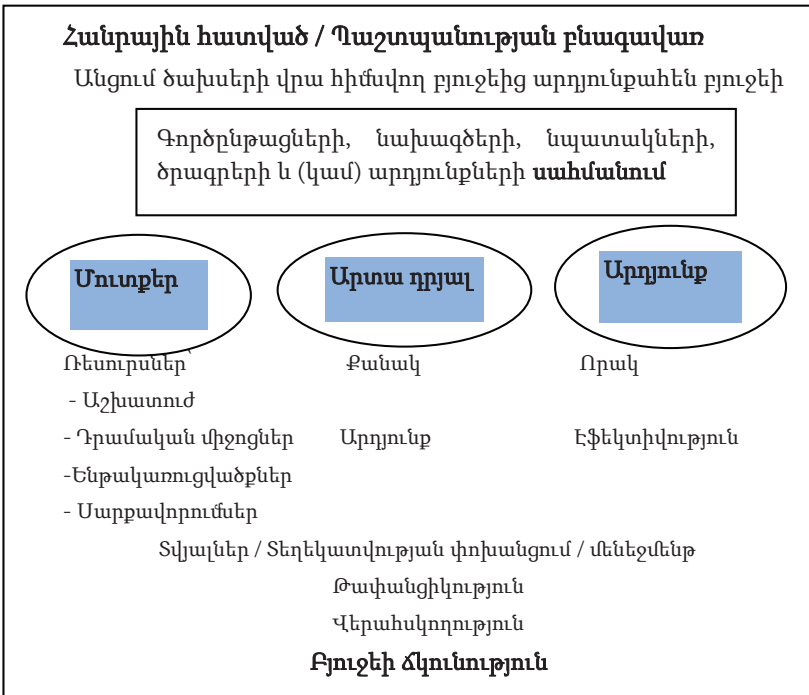 Հանրային հատված / Պաշտպանության բնագավառ
Անցում ծախսերի վրա հիմնվող բյուջեից արդյունքահեն բյուջեի
Գործընթացների, նախագծերի, նպատակների,
ծրագրերի և (կամ) արդյունքների սահմանում
Մուտքեր Արտա դրյալ Արդյունք
Ռեսուրսներ՝ Քանակ Որակ
- Աշխատուժ
- Դրամական միջոցներ Արդյունք Էֆեկտիվություն
-Ենթակառուցվածքներ
- Սարքավորումներ
Տվյալներ / Տեղեկատվության փոխանցում / մենեջմենթ
Թափանցիկություն
Վերահսկողություն
Բյուջեի ճկունություն